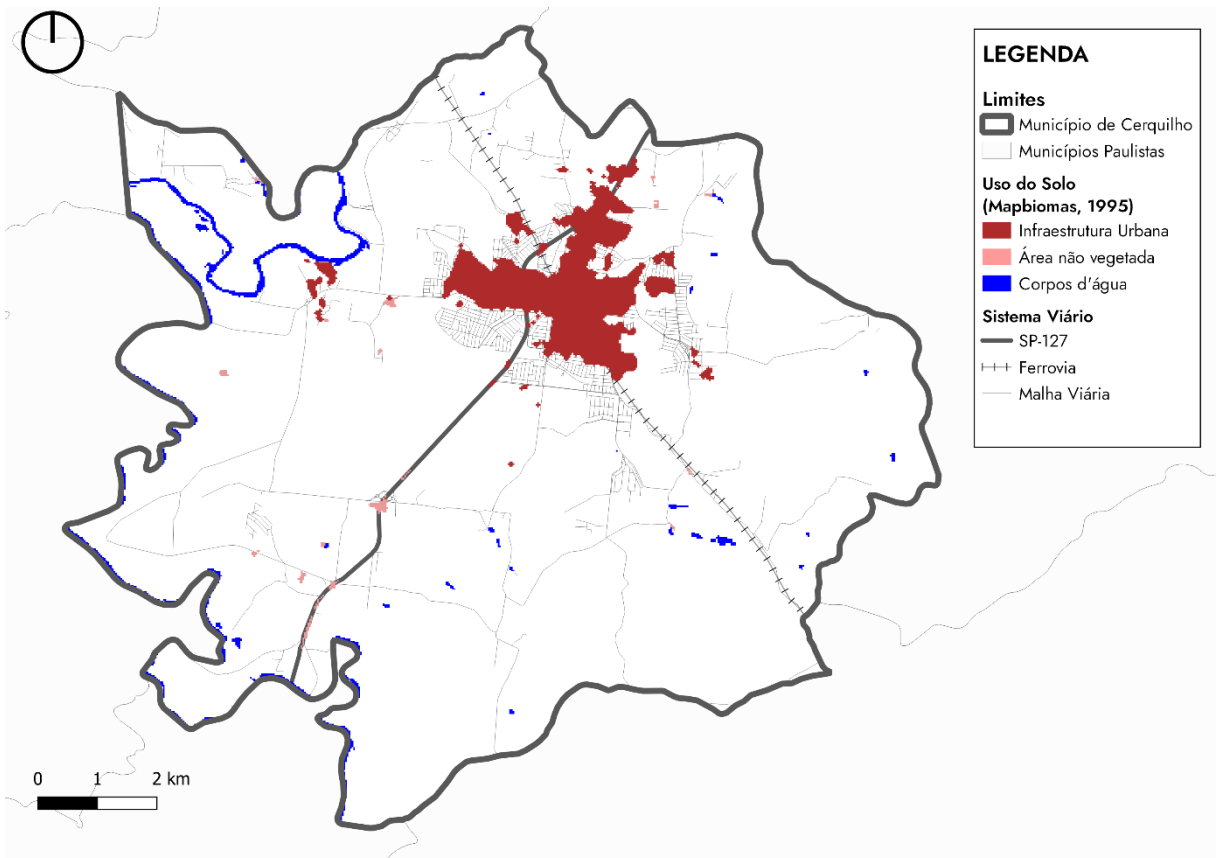 LEGENDA
Limites
Município de Cerquilho
Municípios Paulistas
Uso do Solo
(Mapbiomas, 1995)
Infraestrutura Urbana
Área não vegetada
Corpos d'água
Sistema Viário
SP-127
Ferrovia
Malha Viária
0 1 2 km